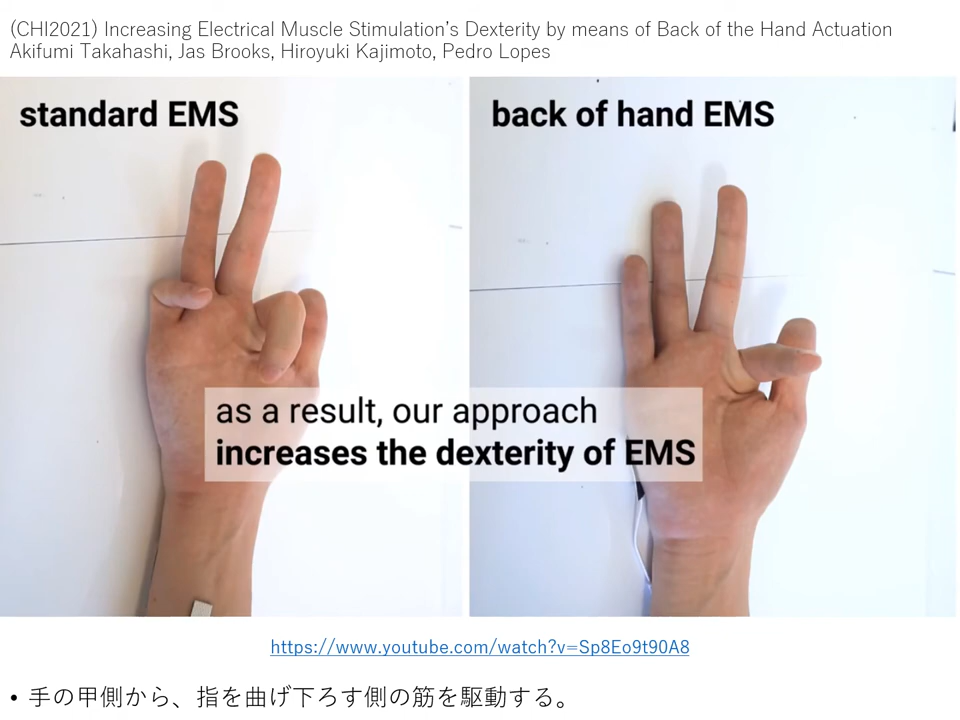 (CHI2021) Increasing Electrical Muscle Stimulation's Dexterity by means of Back of the Hand Actuation
Akifumi Takahashi, Jas Brooks, Hiroyuki Kajimoto, Pedro Lopes
standard EMS
back of hand EMS
as a result, our approach
increases the dexterity of EMS
https://www.youtube.com/watch?v=Sp8Eo9t90A8
• 手の甲側から、指を曲げ下ろす側の筋を駆動する。